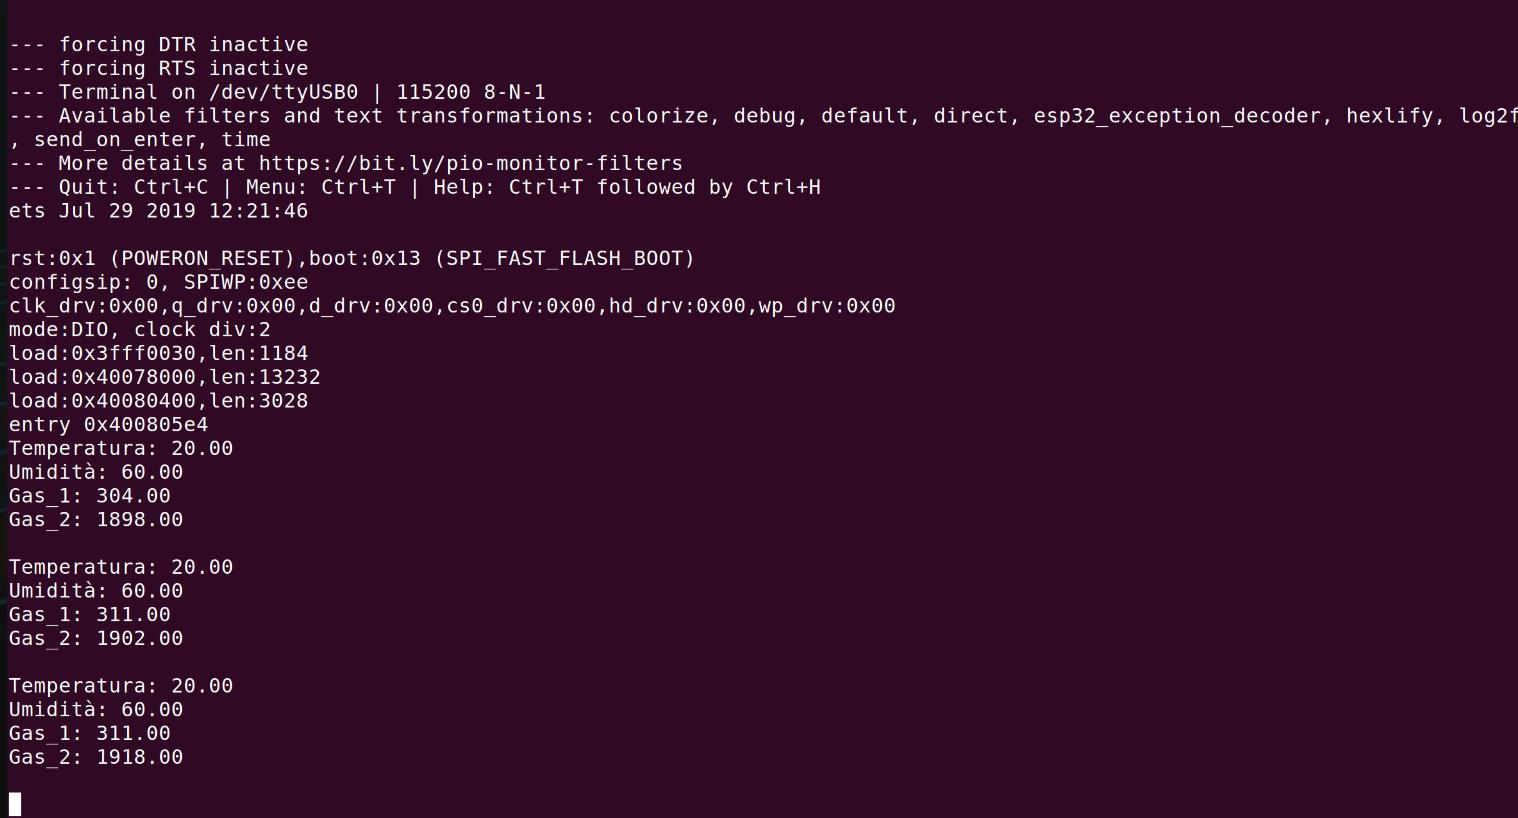 --- forcing DTR inactive
--- forcing RTS inactive
--- Terminal on /dev/ttyUSB0 | 115200 8-N-1
--- Available filters and text transformations: colorize, debug, default, direct, esp32_exception_decoder, hexlify, log2f
, send_on_enter, time
--- More details at https://bit.ly/pio-monitor-filters
--- Quit: Ctrl+C | Menu: Ctrl+T | Help: Ctrl+T followed by Ctrl+H
ets Jul 29 2019 12:21:46
rst:0x1 (POWERON_RESET),boot:0x13 (SPI_FAST_FLASH_BOOT)
configsip: 0, SPIWP:0xee
clk_drv:0x00,q_drv:0x00,d_drv:0x00,cs0_drv:0x00,hd_drv:0x00,wp_drv:0x00
mode:DIO, clock div:2
load:0x3fff0030,len:1184
load:0x40078000,len:13232
load:0x40080400,len:3028
entry 0x400805e4
Temperatura: 20.00
Umidità: 60.00
Gas_1: 304.00
Gas_2: 1898.00
Temperatura: 20.00
Umidità: 60.00
Gas_1: 311.00
Gas_2: 1902.00
Temperatura: 20.00
Umidità: 60.00
Gas_1: 311.00
Gas_2: 1918.00